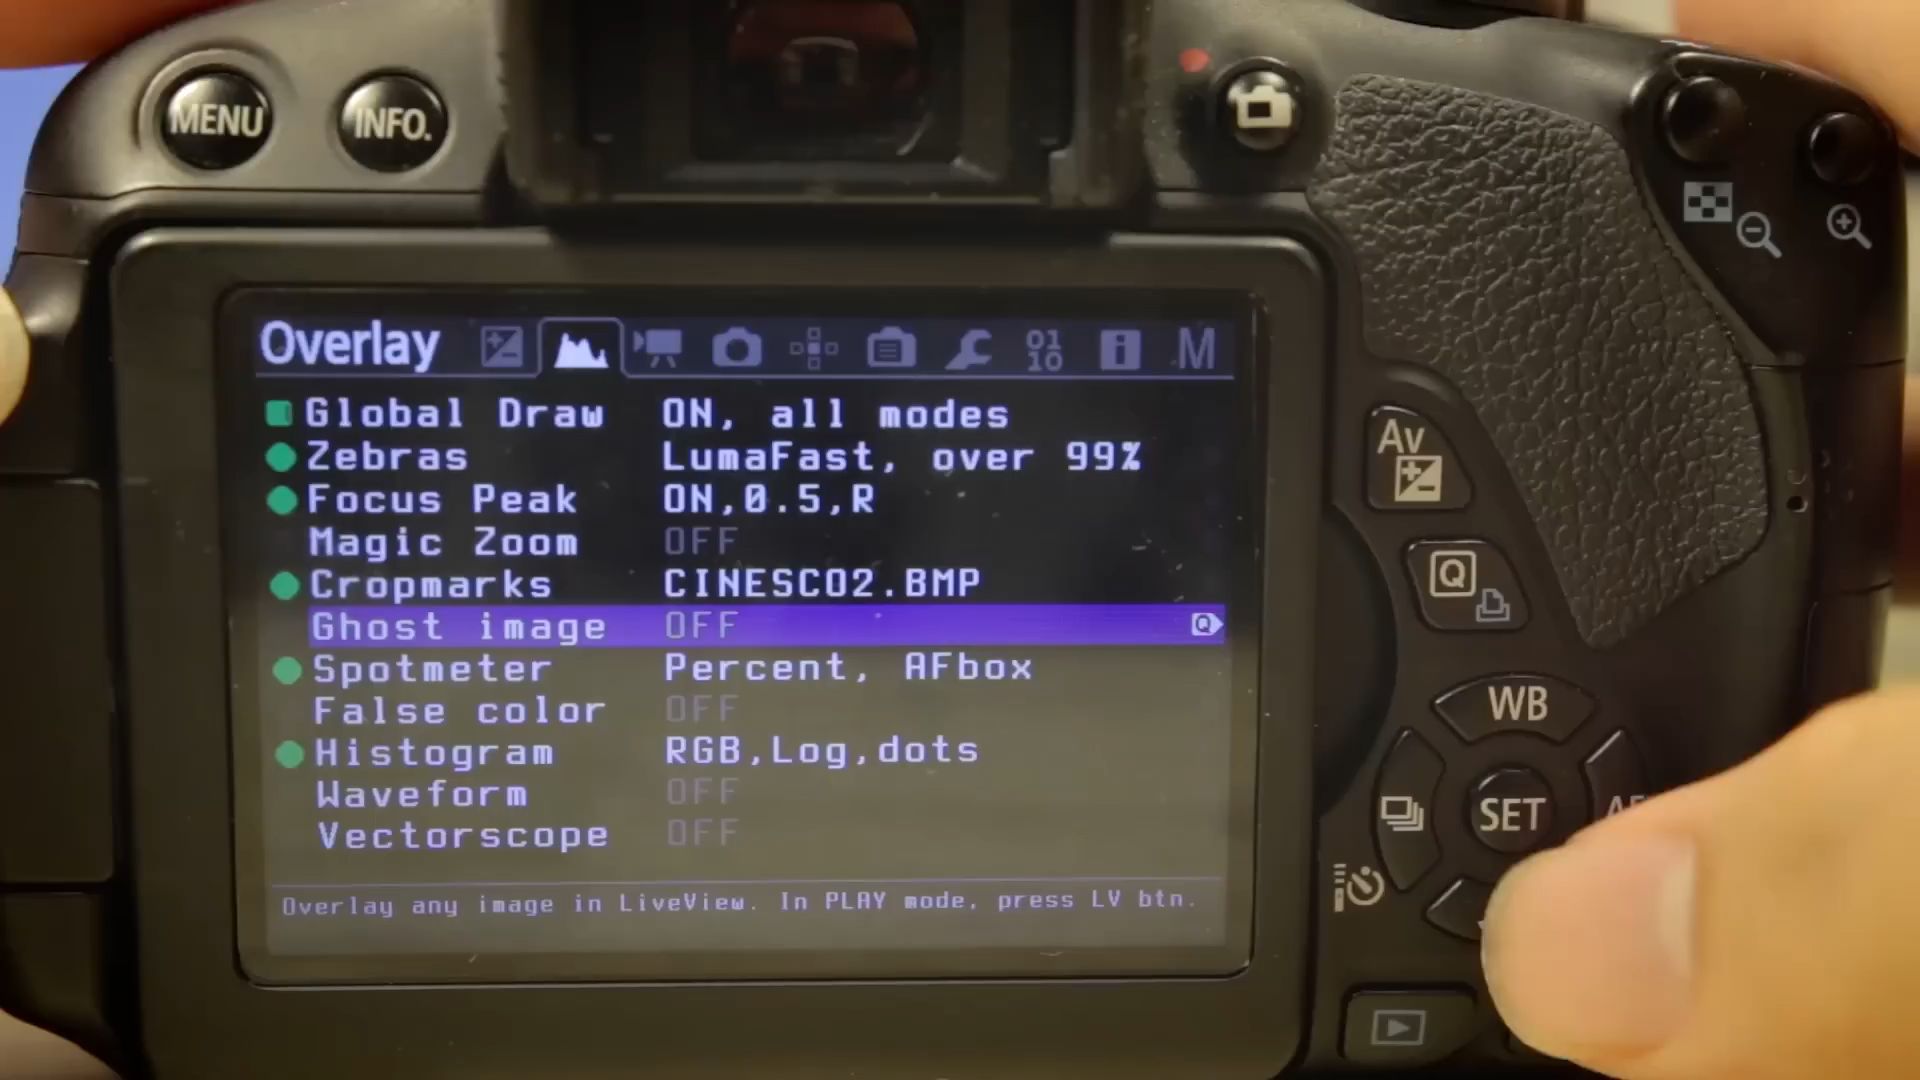 MENU INFO.
Overlay 01 10 i M
Global Draw ON, all modes
Zebras LumaFast, over 99%
Focus Peak ON,0.5,R
Magic Zoom OFF
Cropmarks CINESCO2.BMP
Ghost image OFF Q
Spotmeter Percent, AFbox
False color OFF
Histogram RGB,Log,dots
Waveform OFF
Vectorscope OFF
Overlay any image in LiveView. In PLAY mode, press LV btn.
Av
Q
WB
SET